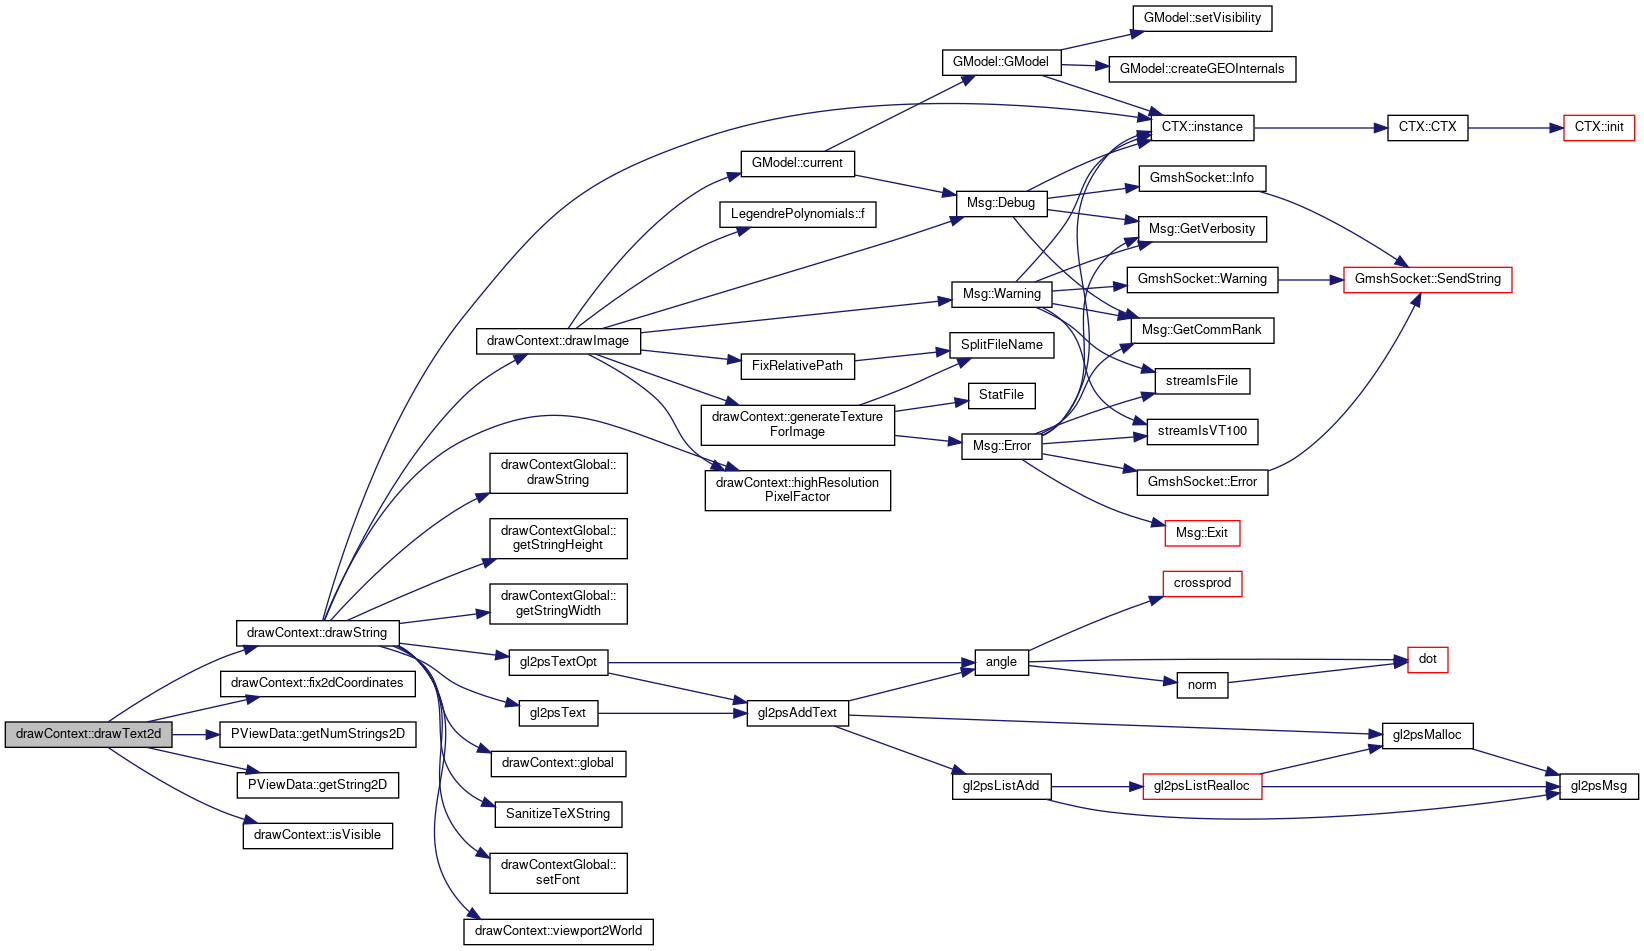 GModel::setVisibility
GModel::GModel
GModel::createGEOInternals
CTX::instance
CTX::CTX
CTX::init
GModel::current
GmshSocket::Info
Msg::Debug
LegendrePolynomials::f
Msg::GetVerbosity
GmshSocket::Warning
GmshSocket::SendString
Msg::Warning
Msg::GetCommRank
drawContext::drawImage
SplitFileName
FixRelativePath
streamIsFile
StatFile
drawContext::generateTexture
ForImage
streamIsVT100
Msg::Error
drawContextGlobal::
drawString
drawContext::highResolution
PixelFactor
GmshSocket::Error
Msg::Exit
drawContextGlobal::
getStringHeight
crossprod
drawContextGlobal::
getStringWidth
drawContext::drawString
gl2psTextOpt
angle
dot
drawContext::fix2dCoordinates
norm
gl2psText
gl2psAddText
drawContext::drawText2d
PViewData::getNumStrings2D
gl2psMalloc
drawContext::global
PViewData::getString2D
gl2psListAdd
gl2psListRealloc
gl2psMsg
SanitizeTeXString
drawContext::isVisible
drawContextGlobal::
setFont
drawContext::viewport2World